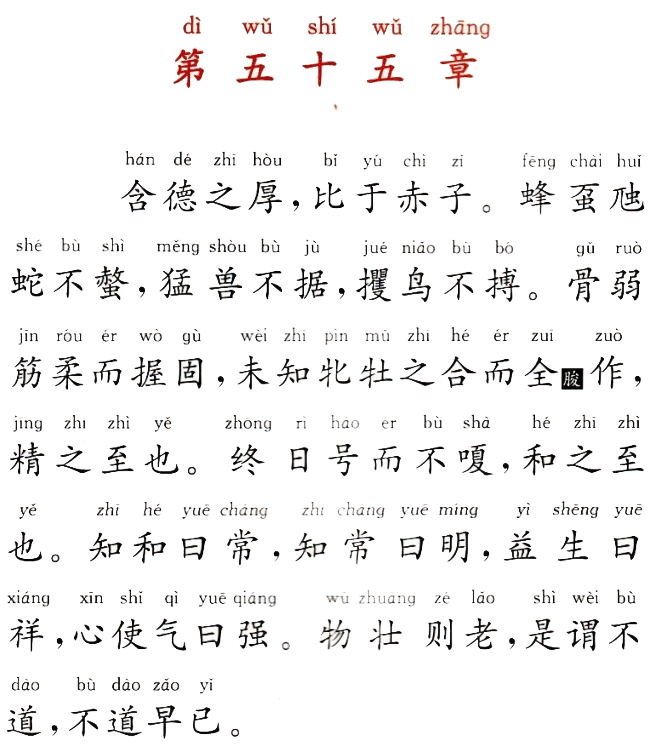 dì wǔ shí wǔ zhāng
第五十五章
hán dé zhī hòu bǐ yú chì zǐ fēng chài huǐ
含德之厚，比于赤子。蜂虿虺
shé bù shì měng shòu bù jù jué niǎo bù bó gǔ ruò
蛇不螫，猛兽不据，攫鸟不搏。骨弱
jīn róu ér wò gù wèi zhī pìn mǔ zhī hé ér zuī zuò
筋柔而握固，未知牝牡之合而全朘作，
jīng zhī zhì yě zhōng rì háo ér bù shà hé zhī zhì
精之至也。终日号而不嗄，和之至
yě zhī hé yuē cháng zhī cháng yuē míng yì shēng yuē
也。知和曰常，知常曰明，益生曰
xiáng xīn shǐ qì yuē qiáng wù zhuàng zé lǎo shì wèi bù
祥，心使气曰强。物壮则老，是谓不
dào bù dào zǎo yǐ
道，不道早已。